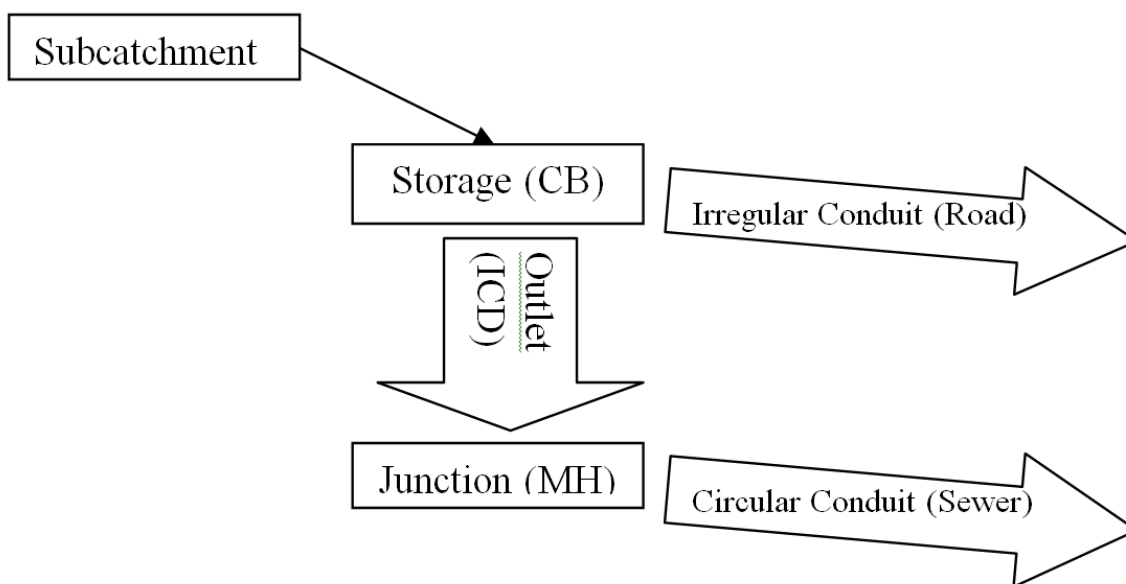 Subcatchment
Storage (CB)
Irregular Conduit (Road)
Outlet
(ICD)
Junction (MH)
Circular Conduit (Sewer)